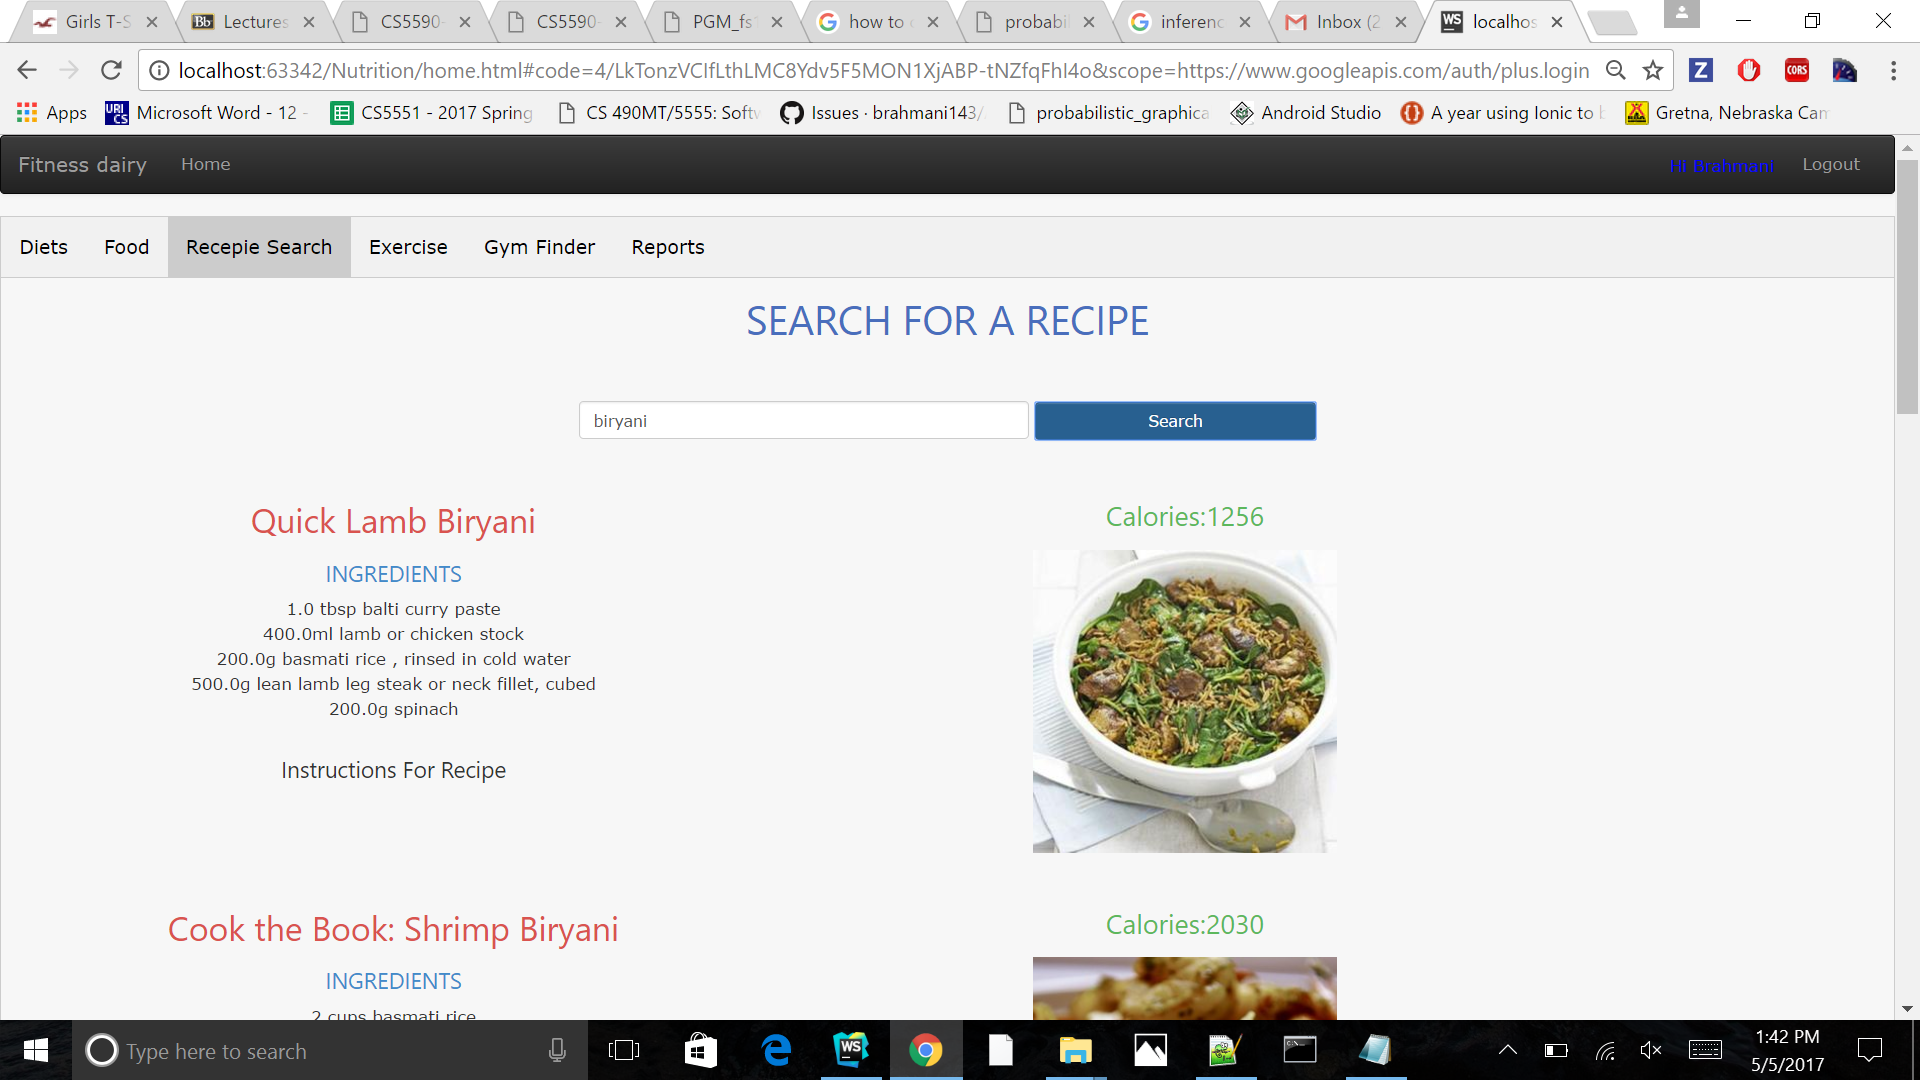 Girls T-S
Lectures
CS5590-
CS5590-
PGM_fs
how to
probabil
inferenc
Inbox (2
localhos
localhost:63342/Nutrition/home.html#code=4/LkTonzVCIfLthLMC8Ydv5F5MON1XjABP-tNZfqFhI4o&scope=https://www.googleapis.com/auth/plus.login
Apps
Microsoft Word - 12 -
CS5551 - 2017 Spring
CS 490MT/5555: Softw
Issues · brahmani143/
probabilistic_graphica
Android Studio
A year using Ionic to b
Gretna, Nebraska Cam
Fitness dairy
Home
Hi Brahmani
Logout
Diets
Food
Recepie Search
Exercise
Gym Finder
Reports
SEARCH FOR A RECIPE
biryani
Search
Quick Lamb Biryani
Calories:1256
INGREDIENTS
1.0 tbsp balti curry paste
400.0ml lamb or chicken stock
200.0g basmati rice , rinsed in cold water
500.0g lean lamb leg steak or neck fillet, cubed
200.0g spinach
Instructions For Recipe
Cook the Book: Shrimp Biryani
Calories:2030
INGREDIENTS
2 cups basmati rice
Type here to search
1:42 PM
5/5/2017